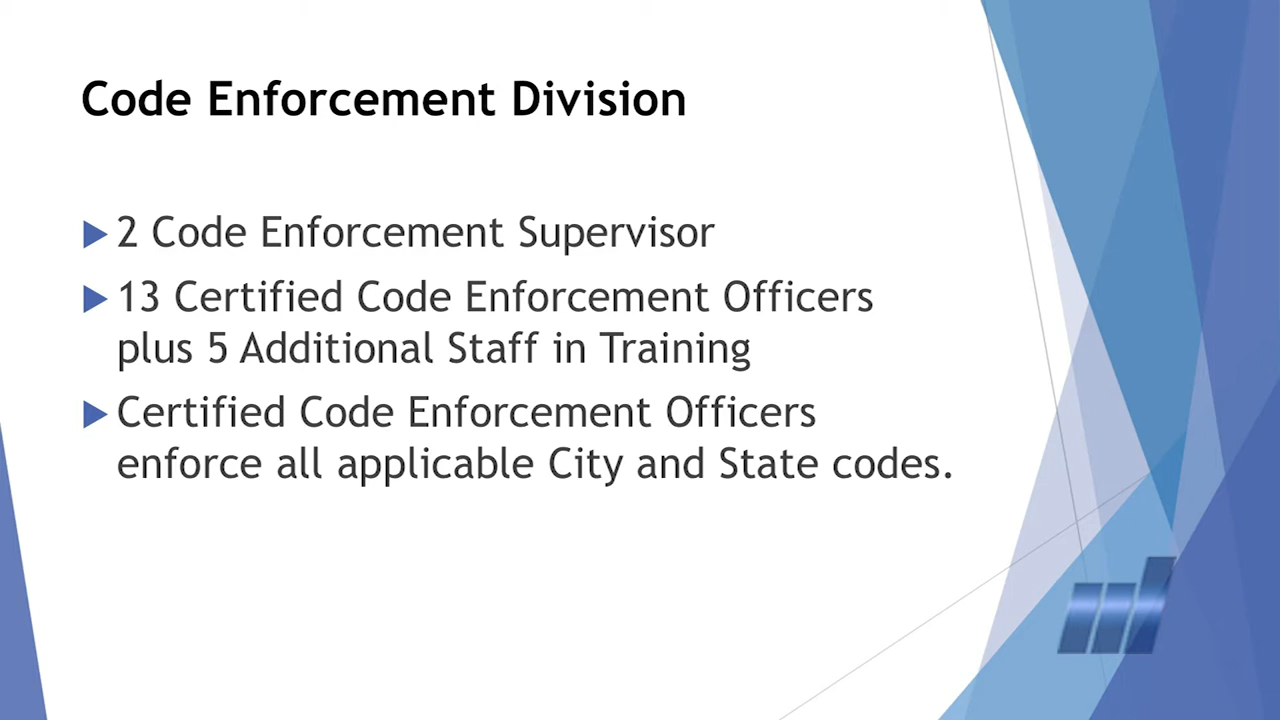 Code Enforcement Division
2 Code Enforcement Supervisor
13 Certified Code Enforcement Officers
plus 5 Additional Staff in Training
Certified Code Enforcement Officers
enforce all applicable City and State codes.